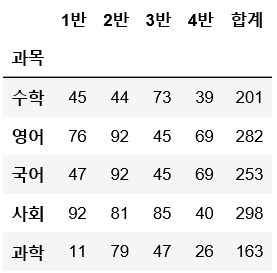 1반 2반 3반 4반 합계
과목
수학 45 44 73 39 201
영어 76 92 45 69 282
국어 47 92 45 69 253
사회 92 81 85 40 298
과학 11 79 47 26 163